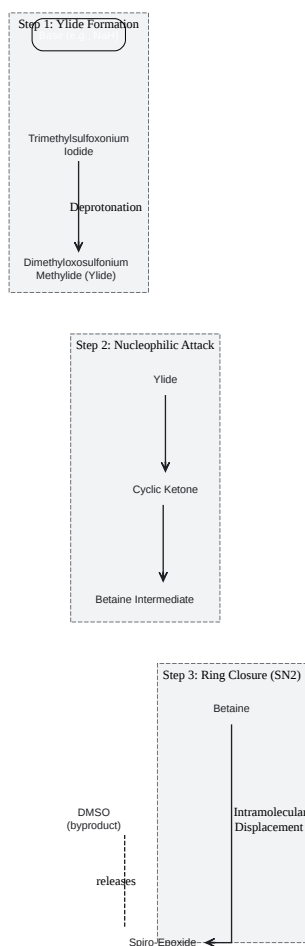 Step 1: Ylide Formation
Trimethylsulfoxonium
Iodide
Deprotonation
Dimethyloxosulfonium
Methylide (Ylide)
Step 2: Nucleophilic Attack
Ylide
Cyclic Ketone
Betaine Intermediate
Step 3: Ring Closure (SN2)
Betaine
DMSO
(byproduct)
Intramolecular
Displacement
releases
Spiro-Epoxide